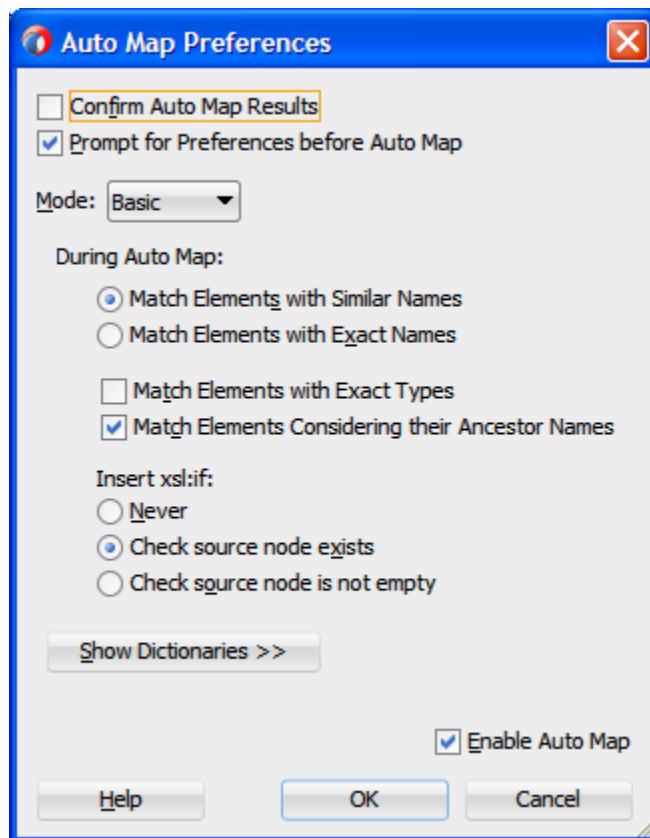 Auto Map Preferences
Confirm Auto Map Results
Prompt for Preferences before Auto Map
Mode: Basic
During Auto Map:
Match Elements with Similar Names
Match Elements with Exact Names
Match Elements with Exact Types
Match Elements Considering their Ancestor Names
Insert xsl:if:
Never
Check source node exists
Check source node is not empty
Show Dictionaries >>
Enable Auto Map
Help OK Cancel